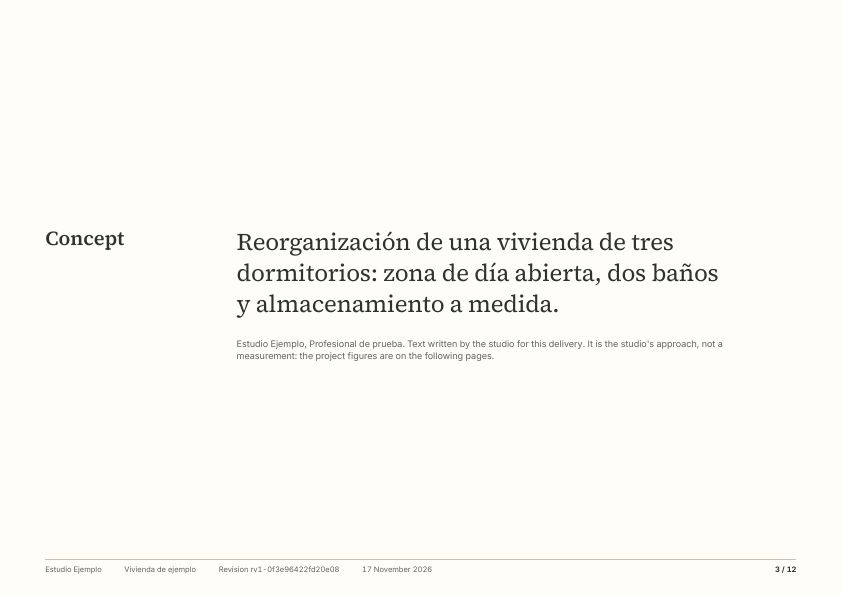 Concept
Reorganización de una vivienda de tres
dormitorios: zona de día abierta, dos baños
y almacenamiento a medida.
Estudio Ejemplo, Profesional de prueba. Text written by the studio for this delivery. It is the studio's approach, not a
measurement: the project figures are on the following pages.
Estudio Ejemplo Vivienda de ejemplo Revision rv1-0f3e96422fd20e08 17 November 2026 3 / 12